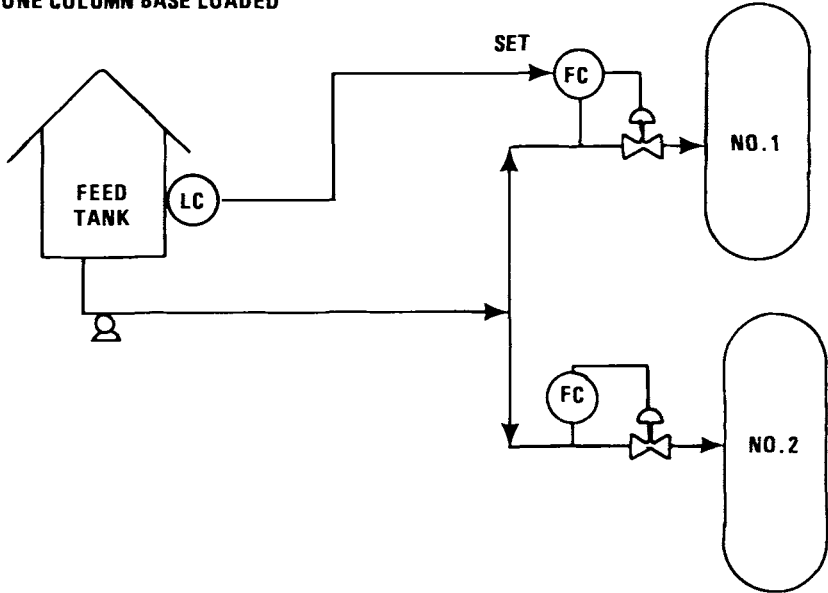 ONE COLUMN BASE LOADED
SET
FC
NO.1
FEED
TANK
LC
FC
NO.2